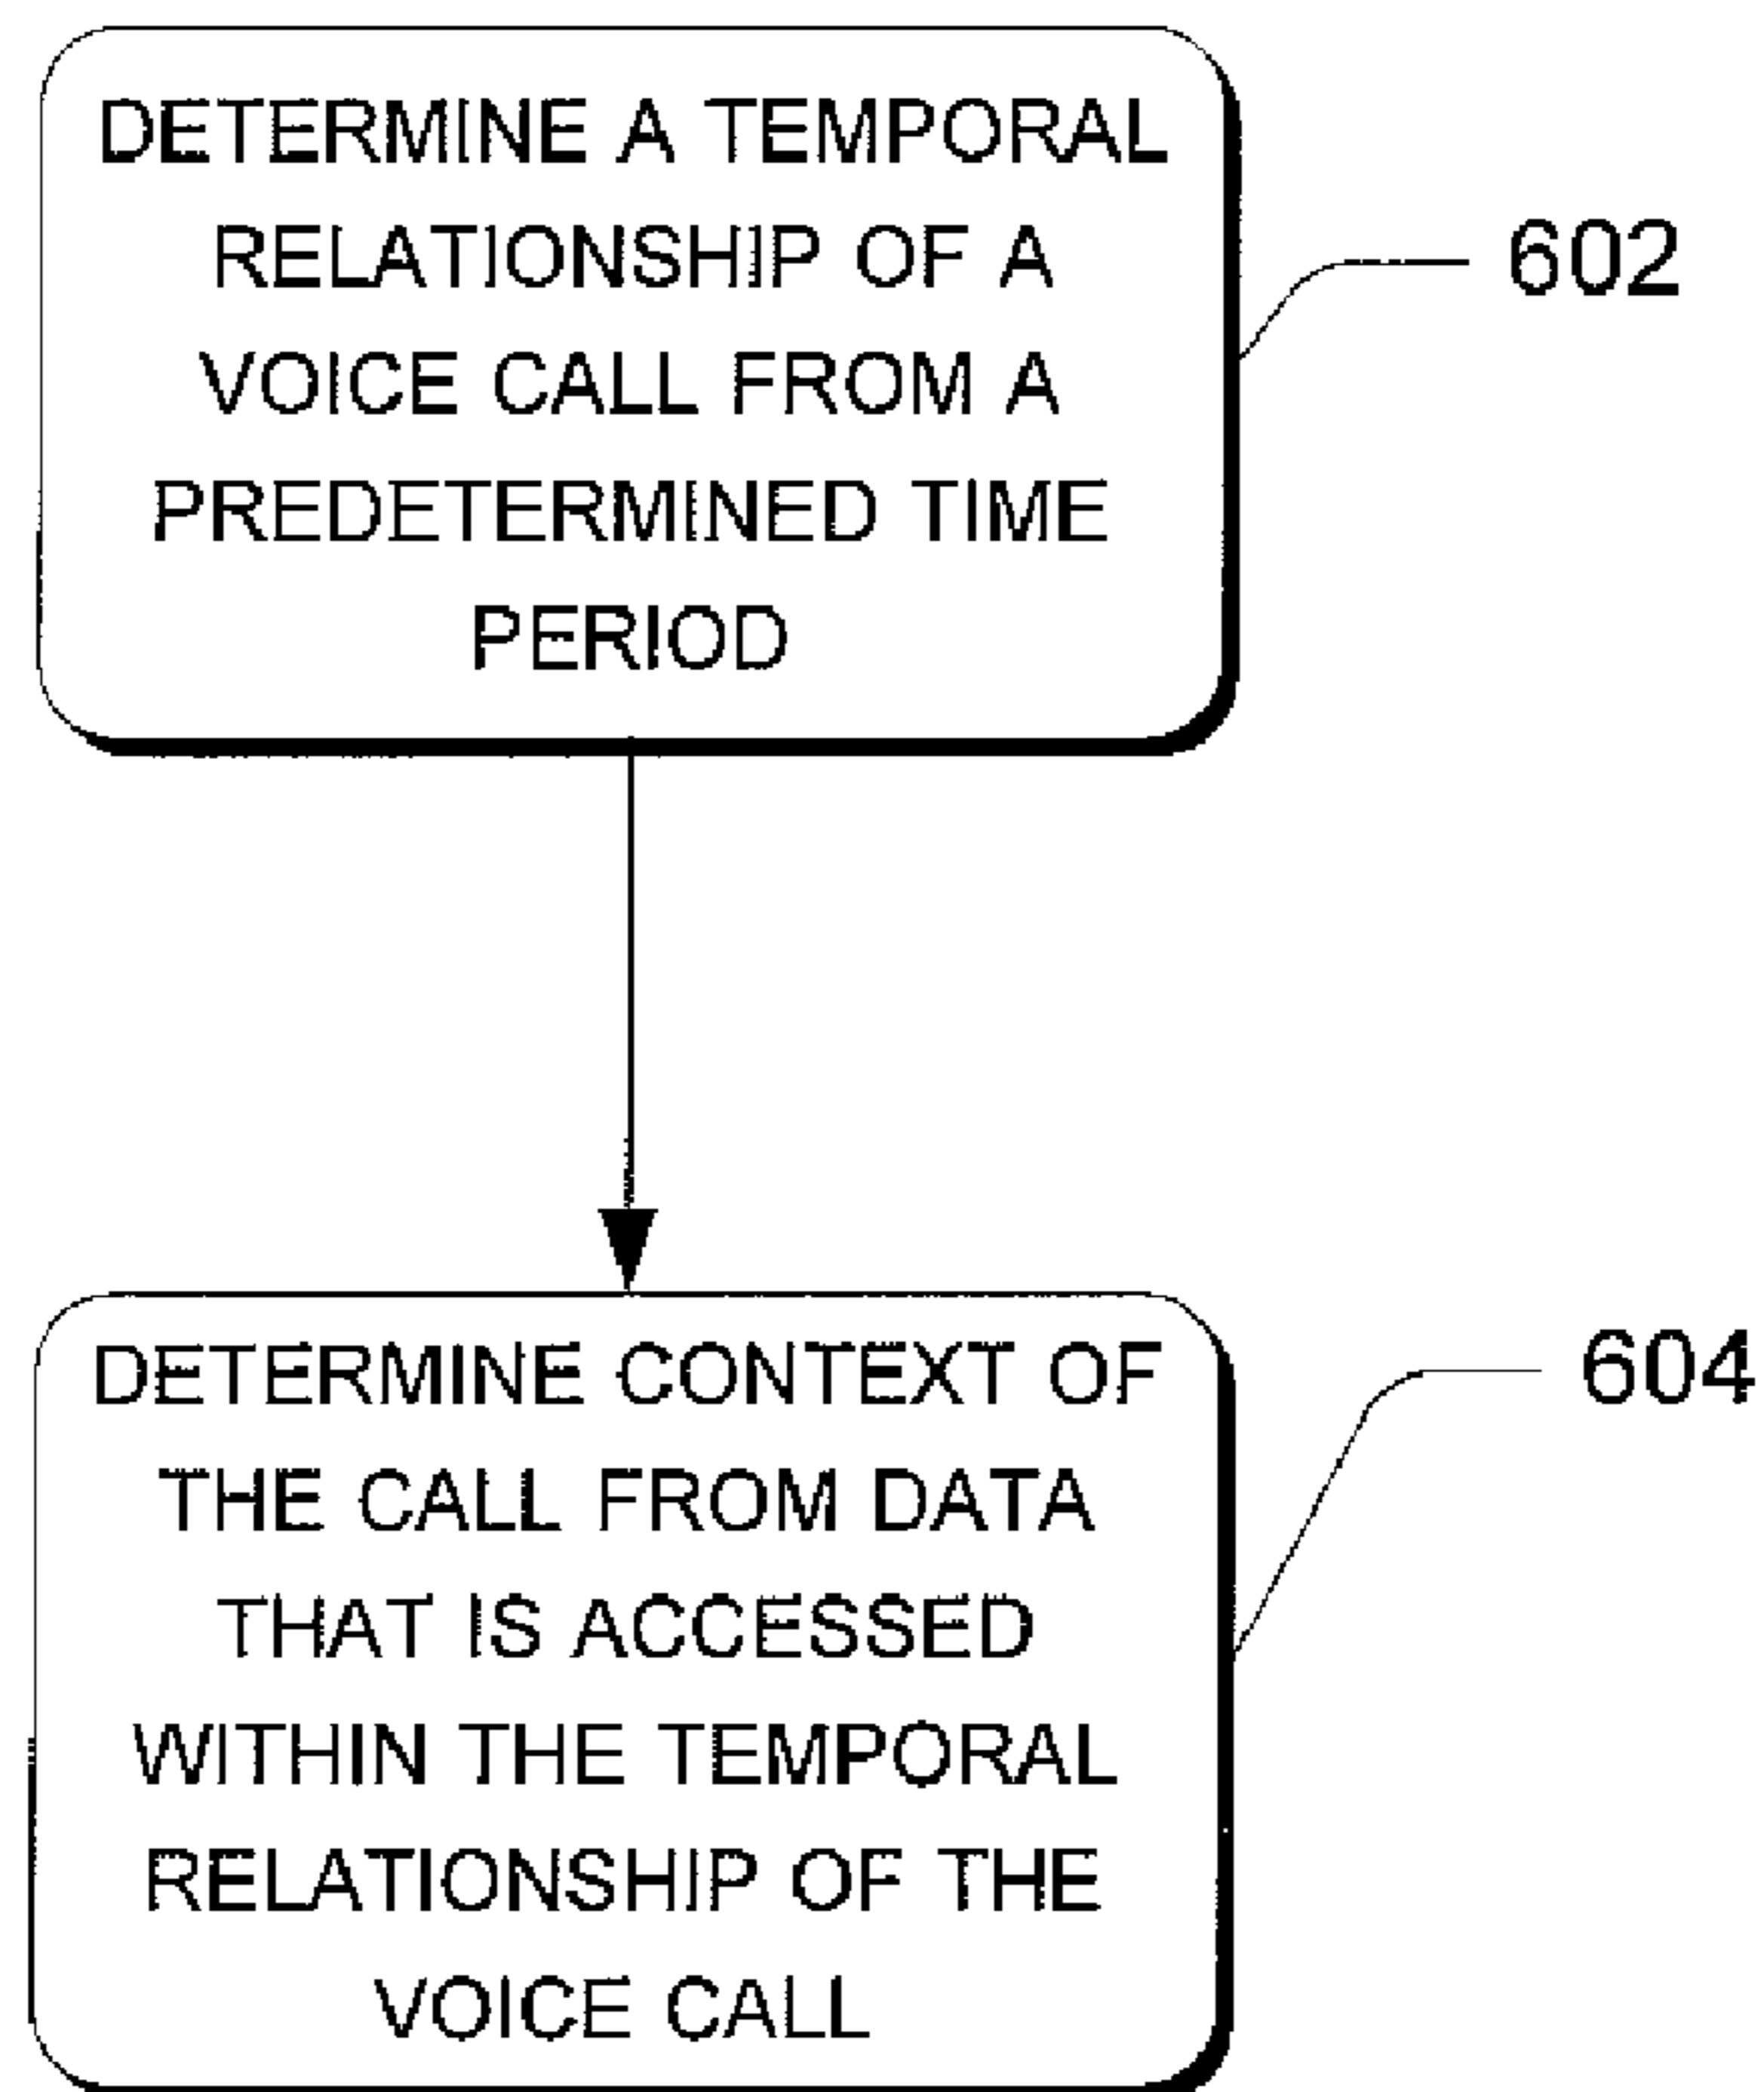 DETERMINE A TEMPORAL
RELATIONSHIP OF A
VOICE CALL FROM A
PREDETERMINED TIME
PERIOD
602
DETERMINE CONTEXT OF
THE CALL FROM DATA
THAT IS ACCESSED
WITHIN THE TEMPORAL
RELATIONSHIP OF THE
VOICE CALL
604